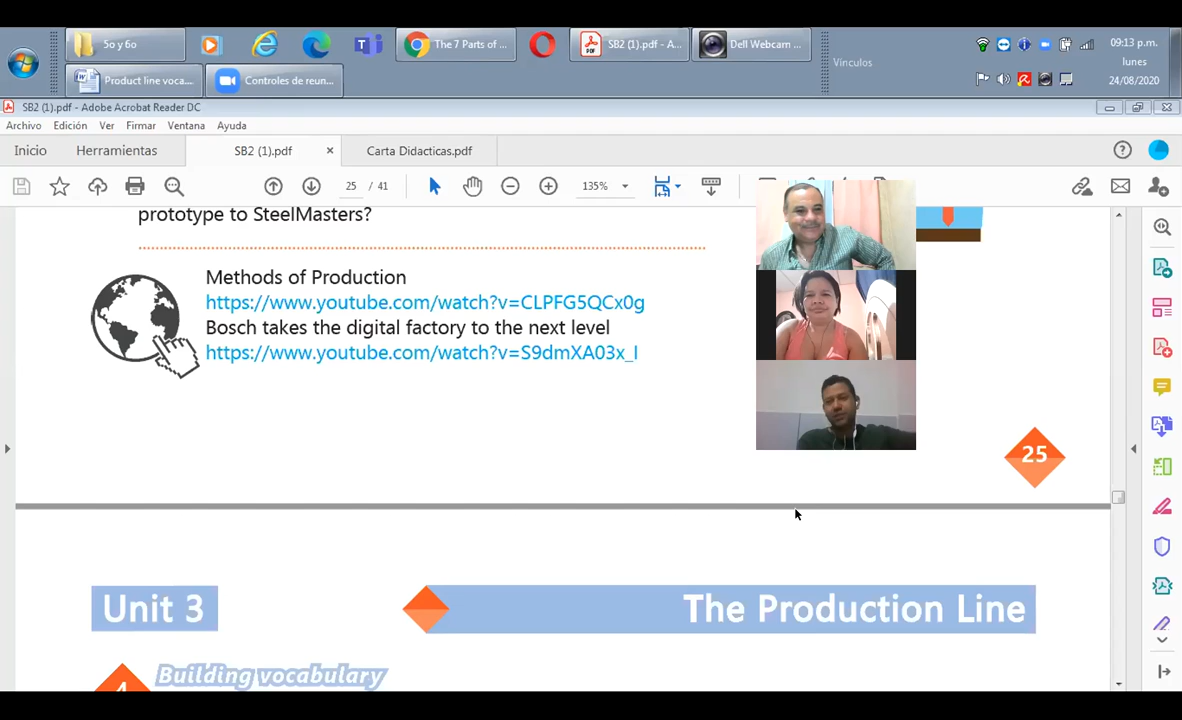 5o y 6o
The 7 Parts of ...
SB2 (1).pdf - A...
Dell Webcam ...
Product line voca...
Controles de reun...
Vínculos
09:13 p.m.
lunes
24/08/2020
SB2 (1).pdf - Adobe Acrobat Reader DC
Archivo Edición Ver Firmar Ventana Ayuda
Inicio Herramientas SB2 (1).pdf × Carta Didacticas.pdf
25 / 41 135%
prototype to SteelMasters?
Methods of Production
https://www.youtube.com/watch?v=CLPFG5QCx0g
Bosch takes the digital factory to the next level
https://www.youtube.com/watch?v=S9dmXA03x_I
25
Unit 3
The Production Line
Building vocabulary